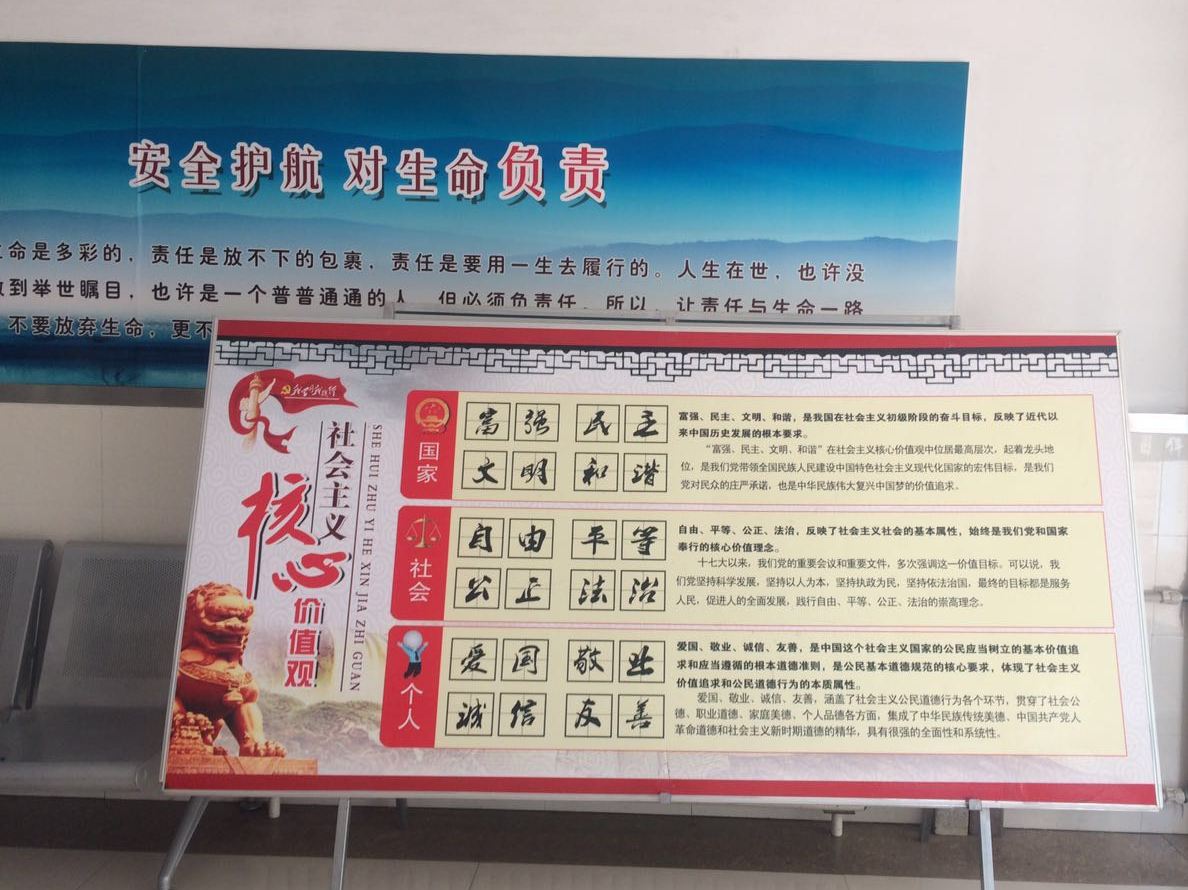 安全护航 对生命负责
命是多彩的，责任是放不下的包裹，责任是要用一生去履行的。人生在世，也许没
到举世瞩目，也许是一个普普通通的人，但必须负责任。所以，让责任与生命一路
不要放弃生命，更不
社会主义
核心
价值观
SHE HUI ZHU YI HE XIN JIA ZHI GUAN
国家
富强 民主
文明 和谐
富强、民主、文明、和谐，是我国在社会主义初级阶段的奋斗目标，反映了近代以
来中国历史发展的根本要求。
“富强、民主、文明、和谐”在社会主义核心价值观中位居最高层次，起着龙头地
位，是我们党带领全国民族人民建设中国特色社会主义现代化国家的宏伟目标，是我们
党对民众的庄严承诺，也是中华民族伟大复兴中国梦的价值追求。
社会
自由 平等
公正 法治
自由、平等、公正、法治，反映了社会主义社会的基本属性，始终是我们党和国家
奉行的核心价值理念。
十七大以来，我们党的重要会议和重要文件，多次强调这一价值目标。可以说，我
们党坚持科学发展，坚持以人为本，坚持执政为民，坚持依法治国，最终的目标都是服务
人民，促进人的全面发展，践行自由、平等、公正、法治的崇高理念。
个人
爱国 敬业
诚信 友善
爱国、敬业、诚信、友善，是中国这个社会主义国家的公民应当树立的基本价值追
求和应当遵循的根本道德准则，是公民基本道德规范的核心要求，体现了社会主义
价值追求和公民道德行为的本质属性。
爱国、敬业、诚信、友善，涵盖了社会主义公民道德行为各个环节，贯穿了社会公
德、职业道德、家庭美德、个人品德各方面，集成了中华民族传统美德、中国共产党人
革命道德和社会主义新时期道德的精华，具有很强的全面性和系统性。